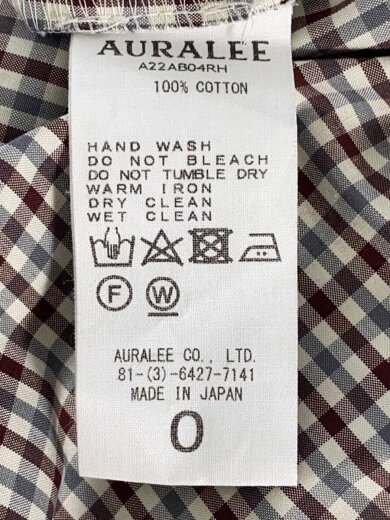 AURALEE
A22AB04RH
100% COTTON
HAND WASH
DO NOT BLEACH
DO NOT TUMBLE DRY
WARM IRON
DRY CLEAN
WET CLEAN
F W
AURALEE CO., LTD.
81-(3)-6427-7141
MADE IN JAPAN
0